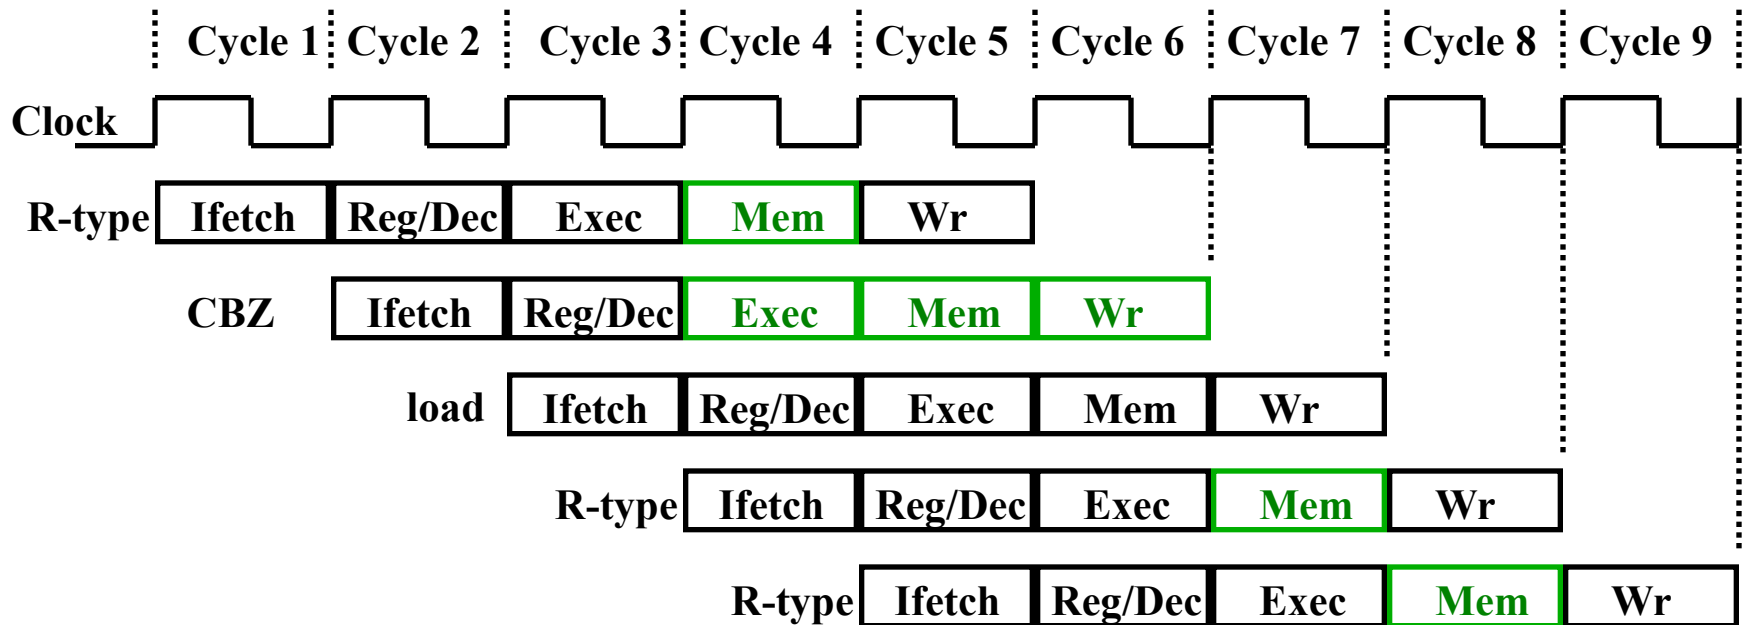 Cycle 1 Cycle 2 Cycle 3 Cycle 4 Cycle 5 Cycle 6 Cycle 7 Cycle 8 Cycle 9
Clock
R-type Ifetch Reg/Dec Exec Mem Wr
CBZ Ifetch Reg/Dec Exec Mem Wr
load Ifetch Reg/Dec Exec Mem Wr
R-type Ifetch Reg/Dec Exec Mem Wr
R-type Ifetch Reg/Dec Exec Mem Wr